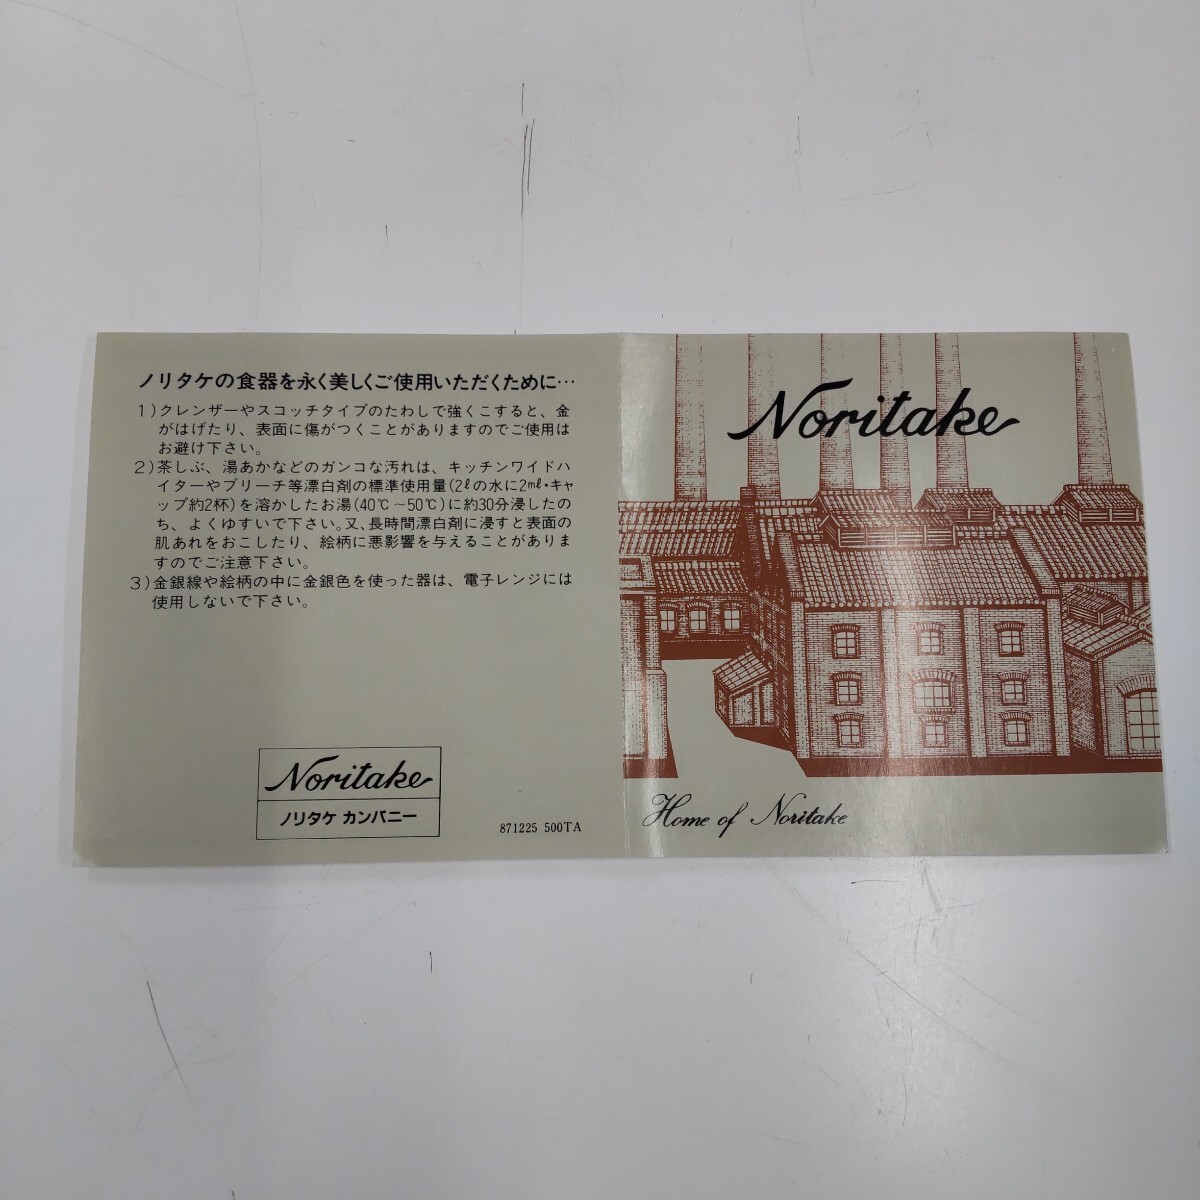 ノリタケの食器を永く美しくご使用いただくために…
1)クレンザーやスコッチタイプのたわしで強くこすると、金
がはげたり、表面に傷がつくことがありますのでご使用は
お避け下さい。
2)茶しぶ、湯あかなどのガンコな汚れは、キッチンワイドハ
イターやブリーチ等漂白剤の標準使用量(2ℓの水に2mℓ・キャ
ップ約2杯)を溶かしたお湯(40℃~50℃)に約30分浸したの
ち、よくゆすいで下さい。又、長時間漂白剤に浸すと表面の
肌あれをおこしたり、絵柄に悪影響を与えることがありま
すのでご注意下さい。
3)金銀線や絵柄の中に金銀色を使った器は、電子レンジには
使用しないで下さい。
Noritake
ノリタケ カンパニー
871225 500TA
Noritake
Home of Noritake